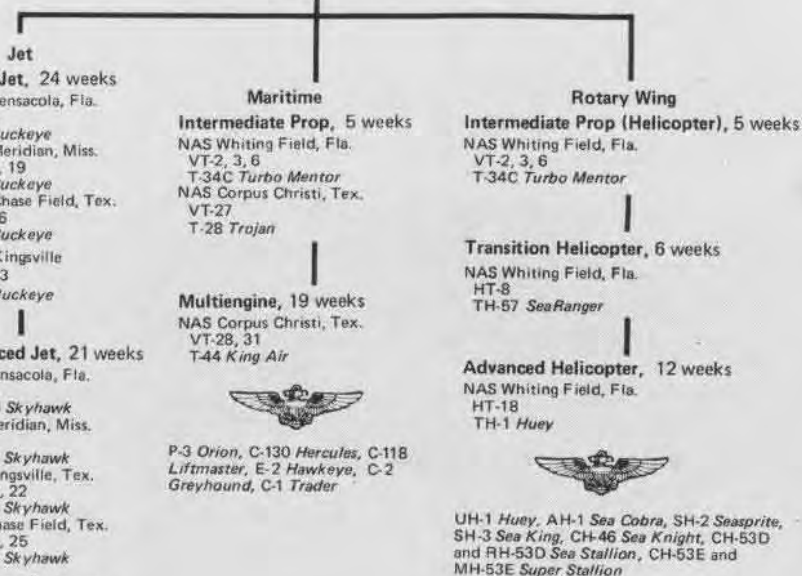 Jet
Jet, 24 weeks
ensacola, Fla.
uckeye
Meridian, Miss.
, 19
uckeye
Chase Field, Tex.
6
uckeye
Kingsville
3
uckeye
ced Jet, 21 weeks
nsacola, Fla.
Skyhawk
eridian, Miss.
Skyhawk
ngsville, Tex.
, 22
Skyhawk
hase Field, Tex.
, 25
Skyhawk
Maritime
Intermediate Prop, 5 weeks
NAS Whiting Field, Fla.
VT-2, 3, 6
T-34C Turbo Mentor
NAS Corpus Christi, Tex.
VT-27
T-28 Trojan
Multiengine, 19 weeks
NAS Corpus Christi, Tex.
VT-28, 31
T-44 King Air
P-3 Orion, C-130 Hercules, C-118
Liftmaster, E-2 Hawkeye, C-2
Greyhound, C-1 Trader
Rotary Wing
Intermediate Prop (Helicopter), 5 weeks
NAS Whiting Field, Fla.
VT-2, 3, 6
T-34C Turbo Mentor
Transition Helicopter, 6 weeks
NAS Whiting Field, Fla.
HT-8
TH-57 SeaRanger
Advanced Helicopter, 12 weeks
NAS Whiting Field, Fla.
HT-18
TH-1 Huey
UH-1 Huey, AH-1 Sea Cobra, SH-2 Seasprite,
SH-3 Sea King, CH-46 Sea Knight, CH-53D
and RH-53D Sea Stallion, CH-53E and
MH-53E Super Stallion